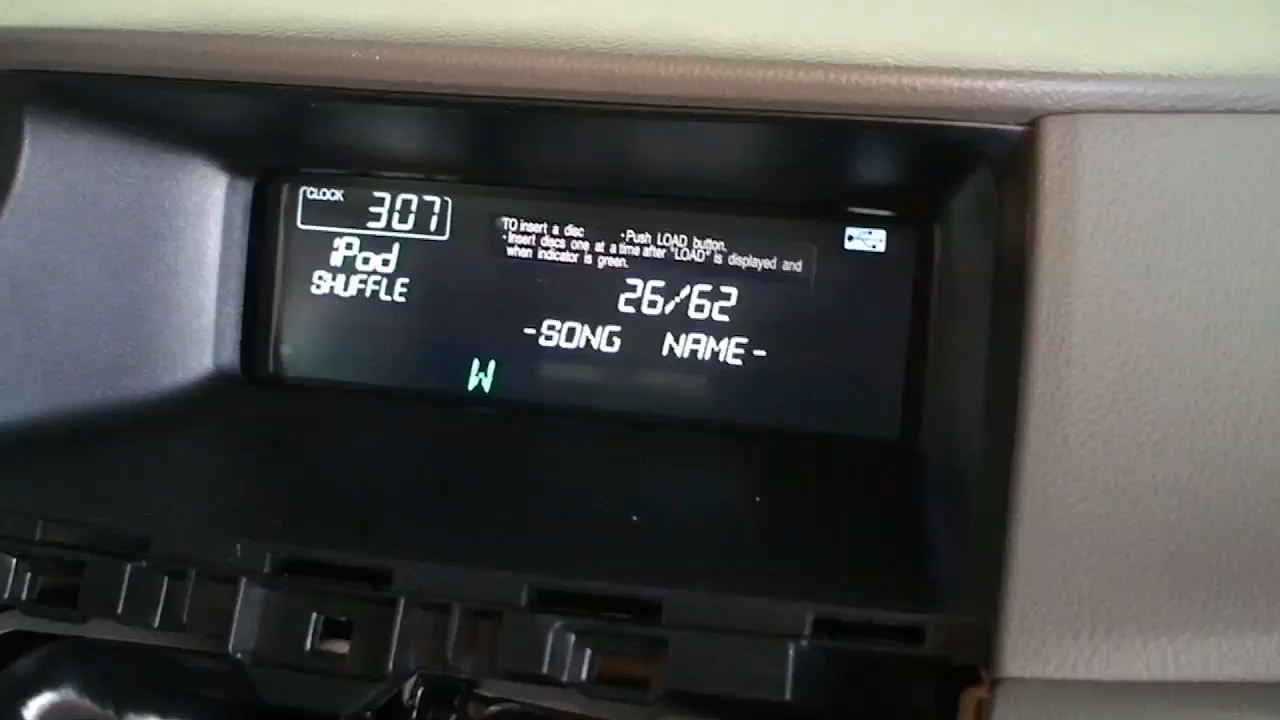 CLOCK 307
iPod
SHUFFLE
TO insert a disc ·Push LOAD button.
·Insert discs one at a time after "LOAD" is displayed and
when indicator is green.
26/62
-SONG NAME-
W